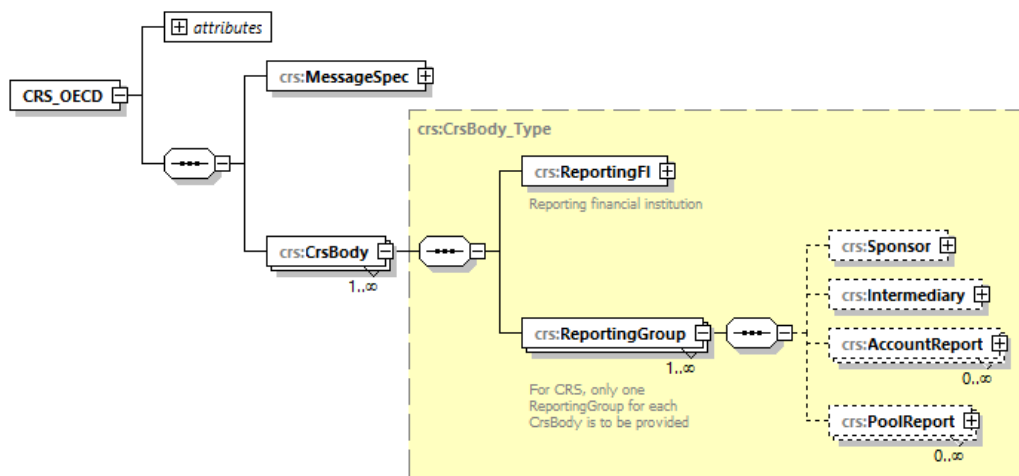 attributes
CRS_OECD
crs:MessageSpec
crs:CrsBody_Type
crs:ReportingFI
Reporting financial institution
crs:CrsBody
1..∞
crs:Sponsor
crs:Intermediary
crs:ReportingGroup
crs:AccountReport
1..∞
0..∞
For CRS, only one
ReportingGroup for each
CrsBody is to be provided
crs:PoolReport
0..∞